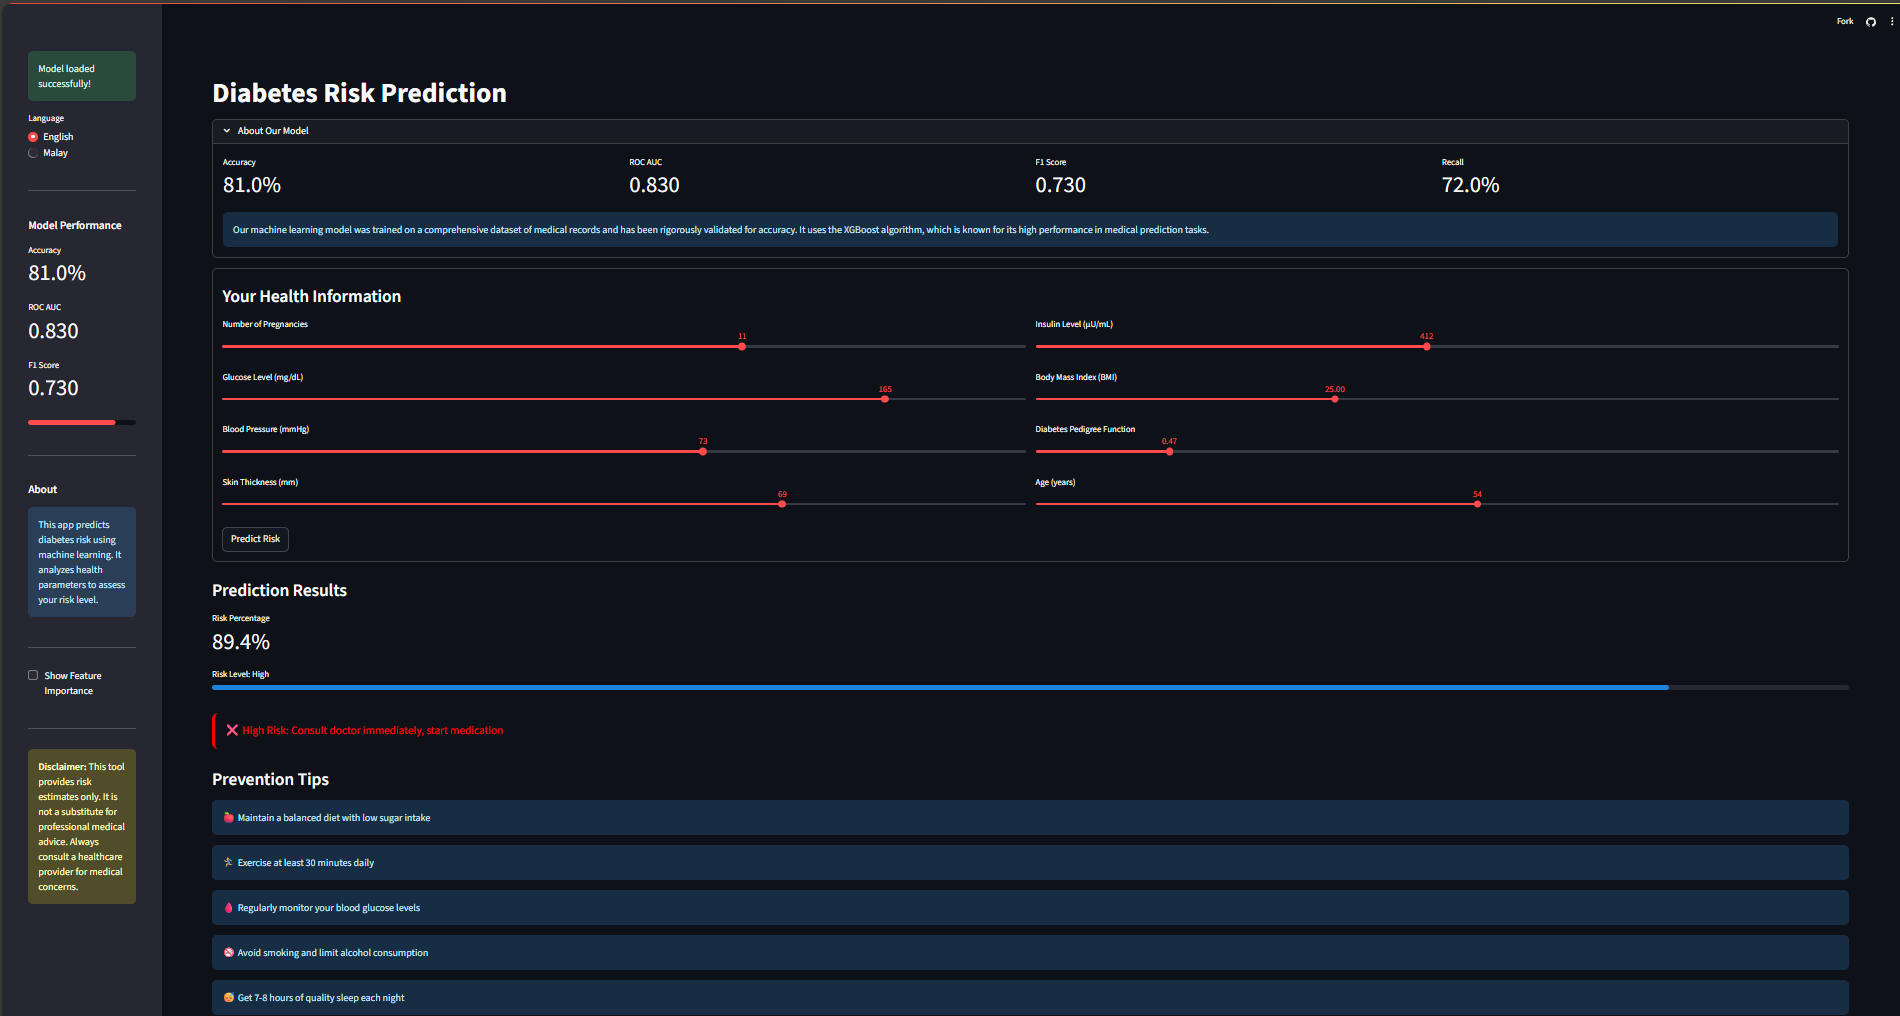 Fork
Model loaded
successfully!
Language
English
Malay
Model Performance
Accuracy
81.0%
ROC AUC
0.830
F1 Score
0.730
About
This app predicts
diabetes risk using
machine learning. It
analyzes health
parameters to assess
your risk level.
Show Feature
Importance
Disclaimer: This tool
provides risk
estimates only. It is
not a substitute for
professional medical
advice. Always
consult a healthcare
provider for medical
concerns.
Diabetes Risk Prediction
About Our Model
Accuracy
81.0%
ROC AUC
0.830
F1 Score
0.730
Recall
72.0%
Our machine learning model was trained on a comprehensive dataset of medical records and has been rigorously validated for accuracy. It uses the XGBoost algorithm, which is known for its high performance in medical prediction tasks.
Your Health Information
Number of Pregnancies
11
Glucose Level (mg/dL)
165
Blood Pressure (mmHg)
73
Skin Thickness (mm)
69
Insulin Level (μU/mL)
412
Body Mass Index (BMI)
25.00
Diabetes Pedigree Function
0.47
Age (years)
54
Predict Risk
Prediction Results
Risk Percentage
89.4%
Risk Level: High
❌ High Risk: Consult doctor immediately, start medication
Prevention Tips
Maintain a balanced diet with low sugar intake
Exercise at least 30 minutes daily
Regularly monitor your blood glucose levels
Avoid smoking and limit alcohol consumption
Get 7-8 hours of quality sleep each night